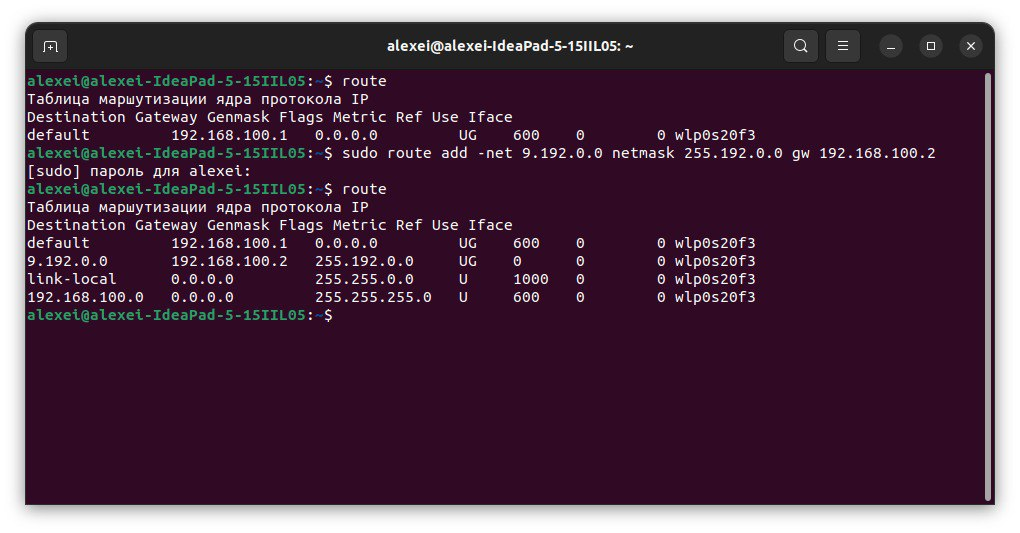 alexei@alexei-IdeaPad-5-15IIL05: ~
alexei@alexei-IdeaPad-5-15IIL05:~$ route
Таблица маршутизации ядра протокола IP
Destination Gateway Genmask Flags Metric Ref Use Iface
default         192.168.100.1   0.0.0.0         UG    600    0        0 wlp0s20f3
alexei@alexei-IdeaPad-5-15IIL05:~$ sudo route add -net 9.192.0.0 netmask 255.192.0.0 gw 192.168.100.2
[sudo] пароль для alexei:
alexei@alexei-IdeaPad-5-15IIL05:~$ route
Таблица маршутизации ядра протокола IP
Destination Gateway Genmask Flags Metric Ref Use Iface
default         192.168.100.1   0.0.0.0         UG    600    0        0 wlp0s20f3
9.192.0.0       192.168.100.2   255.192.0.0     UG    0      0        0 wlp0s20f3
link-local      0.0.0.0         255.255.0.0     U     1000   0        0 wlp0s20f3
192.168.100.0   0.0.0.0         255.255.255.0   U     600    0        0 wlp0s20f3
alexei@alexei-IdeaPad-5-15IIL05:~$